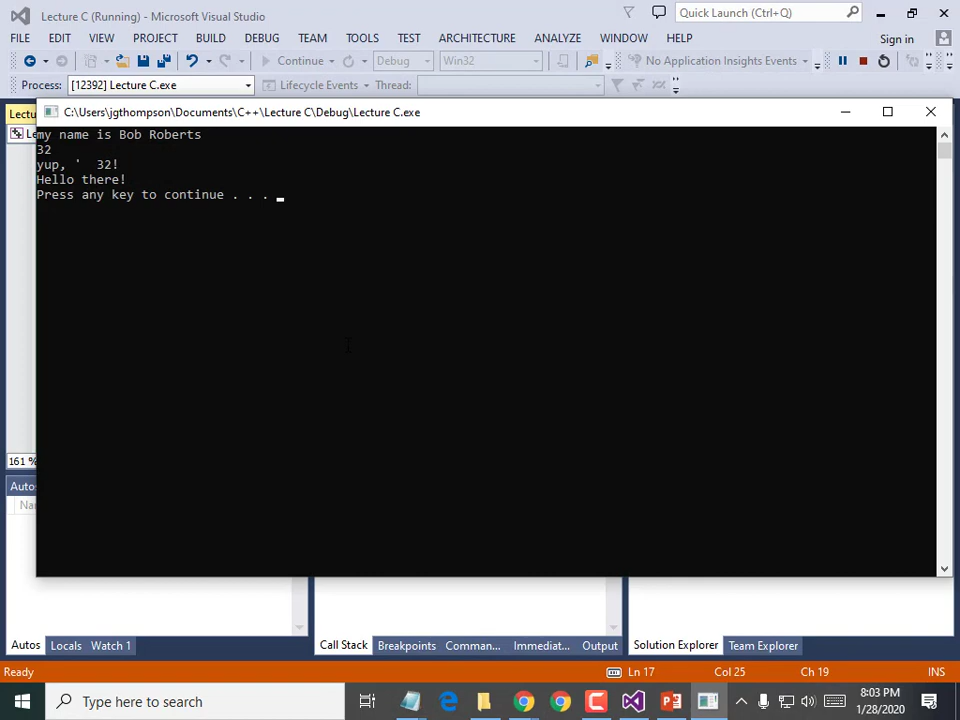 Lecture C (Running) - Microsoft Visual Studio
Quick Launch (Ctrl+Q)
FILE EDIT VIEW PROJECT BUILD DEBUG TEAM TOOLS TEST ARCHITECTURE ANALYZE WINDOW HELP
Sign in
Continue Debug Win32 No Application Insights Events
Process: [12392] Lecture C.exe Lifecycle Events Thread:
C:\Users\jgthompson\Documents\C++\Lecture C\Debug\Lecture C.exe
my name is Bob Roberts
32
yup, '  32!
Hello there!
Press any key to continue . . .
161 %
Autos Locals Watch 1 Call Stack Breakpoints Comman... Immediat... Output Solution Explorer Team Explorer
Ready Ln 17 Col 25 Ch 19 INS
Type here to search
8:03 PM
1/28/2020